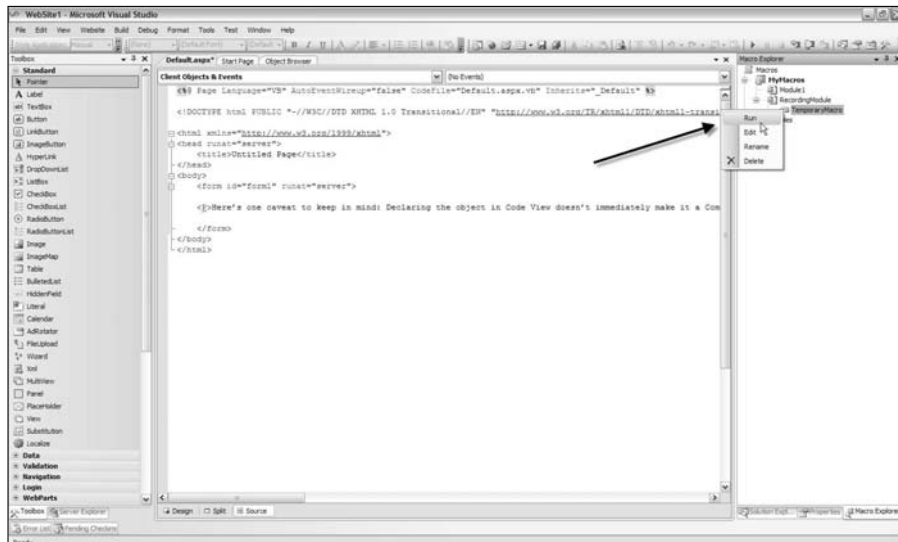 WebSite1 - Microsoft Visual Studio
File Edit View Website Build Debug Format Tools Test Window Help
Toolbox
Standard
Pointer
Label
TextBox
Button
LinkButton
ImageButton
HyperLink
DropDownList
ListBox
CheckBox
CheckBoxList
RadioButton
RadioButtonList
Image
ImageMap
Table
BulletedList
HiddenField
Literal
Calendar
AdRotator
FileUpload
Wizard
Xml
MultiView
Panel
PlaceHolder
View
Substitution
Localize
Data
Validation
Navigation
Login
WebParts
Toolbox Server Explorer
Error List Pending Checkins
Ready
Default.aspx* Start Page Object Browser
Client Objects & Events (No Events)
<%@ Page Language="VB" AutoEventWireup="false" CodeFile="Default.aspx.vb" Inherits="_Default" %>
<!DOCTYPE html PUBLIC "-//W3C//DTD XHTML 1.0 Transitional//EN" "http://www.w3.org/TR/xhtml1/DTD/xhtml1-transi
<html xmlns="http://www.w3.org/1999/xhtml">
<head runat="server">
<title>Untitled Page</title>
</head>
<body>
<form id="form1" runat="server">
<P>Here's one caveat to keep in mind: Declaring the object in Code View doesn't immediately make it a Com
</form>
</body>
</html>
Design Split Source
Macro Explorer
Macros
MyMacros
Module1
RecordingModule
TemporaryMacro
Run
Edit
Rename
Delete
Solution Expl... Properties Macro Explorer